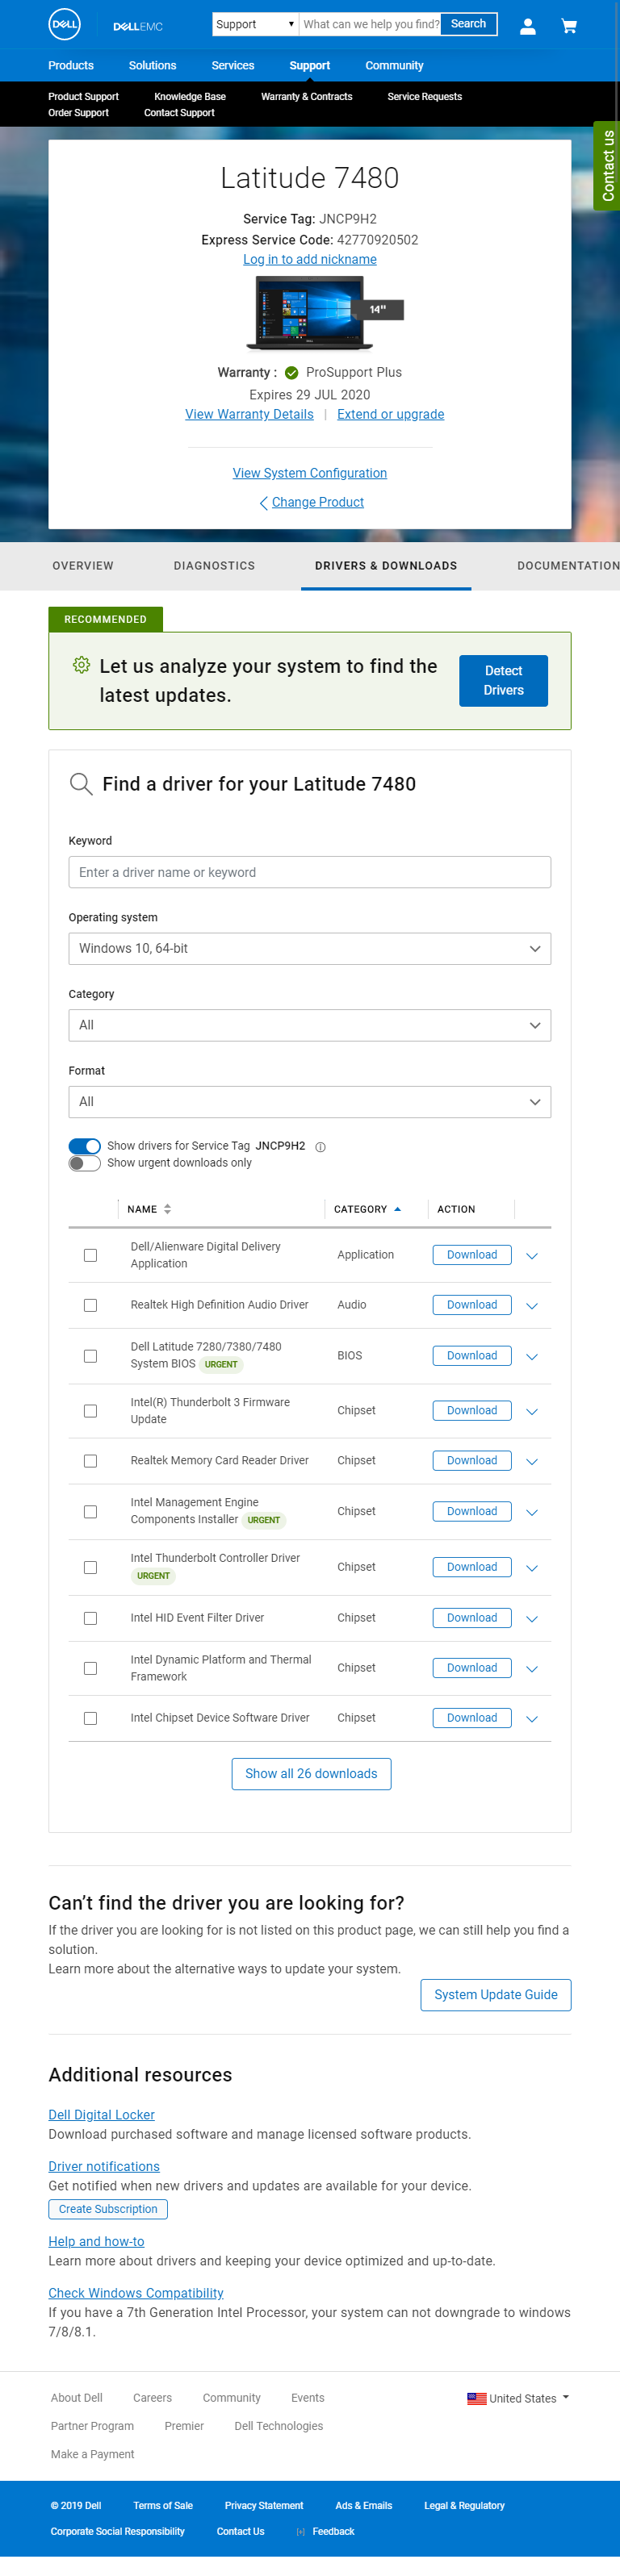 DELL
DELLEMC
Support
What can we help you find?
Search
Products
Solutions
Services
Support
Community
Product Support
Knowledge Base
Warranty & Contracts
Service Requests
Order Support
Contact Support
Contact us
Latitude 7480
Service Tag: JNCP9H2
Express Service Code: 42770920502
Log in to add nickname
14"
Warranty : ProSupport Plus
Expires 29 JUL 2020
View Warranty Details | Extend or upgrade
View System Configuration
Change Product
OVERVIEW
DIAGNOSTICS
DRIVERS & DOWNLOADS
DOCUMENTATION
RECOMMENDED
Let us analyze your system to find the
latest updates.
Detect
Drivers
Find a driver for your Latitude 7480
Keyword
Enter a driver name or keyword
Operating system
Windows 10, 64-bit
Category
All
Format
All
Show drivers for Service Tag JNCP9H2
Show urgent downloads only
NAME
CATEGORY
ACTION
Dell/Alienware Digital Delivery
Application
Application
Download
Realtek High Definition Audio Driver
Audio
Download
Dell Latitude 7280/7380/7480
System BIOS URGENT
BIOS
Download
Intel(R) Thunderbolt 3 Firmware
Update
Chipset
Download
Realtek Memory Card Reader Driver
Chipset
Download
Intel Management Engine
Components Installer URGENT
Chipset
Download
Intel Thunderbolt Controller Driver
URGENT
Chipset
Download
Intel HID Event Filter Driver
Chipset
Download
Intel Dynamic Platform and Thermal
Framework
Chipset
Download
Intel Chipset Device Software Driver
Chipset
Download
Show all 26 downloads
Can’t find the driver you are looking for?
If the driver you are looking for is not listed on this product page, we can still help you find a
solution.
Learn more about the alternative ways to update your system.
System Update Guide
Additional resources
Dell Digital Locker
Download purchased software and manage licensed software products.
Driver notifications
Get notified when new drivers and updates are available for your device.
Create Subscription
Help and how-to
Learn more about drivers and keeping your device optimized and up-to-date.
Check Windows Compatibility
If you have a 7th Generation Intel Processor, your system can not downgrade to windows
7/8/8.1.
About Dell
Careers
Community
Events
United States
Partner Program
Premier
Dell Technologies
Make a Payment
© 2019 Dell
Terms of Sale
Privacy Statement
Ads & Emails
Legal & Regulatory
Corporate Social Responsibility
Contact Us
[+] Feedback